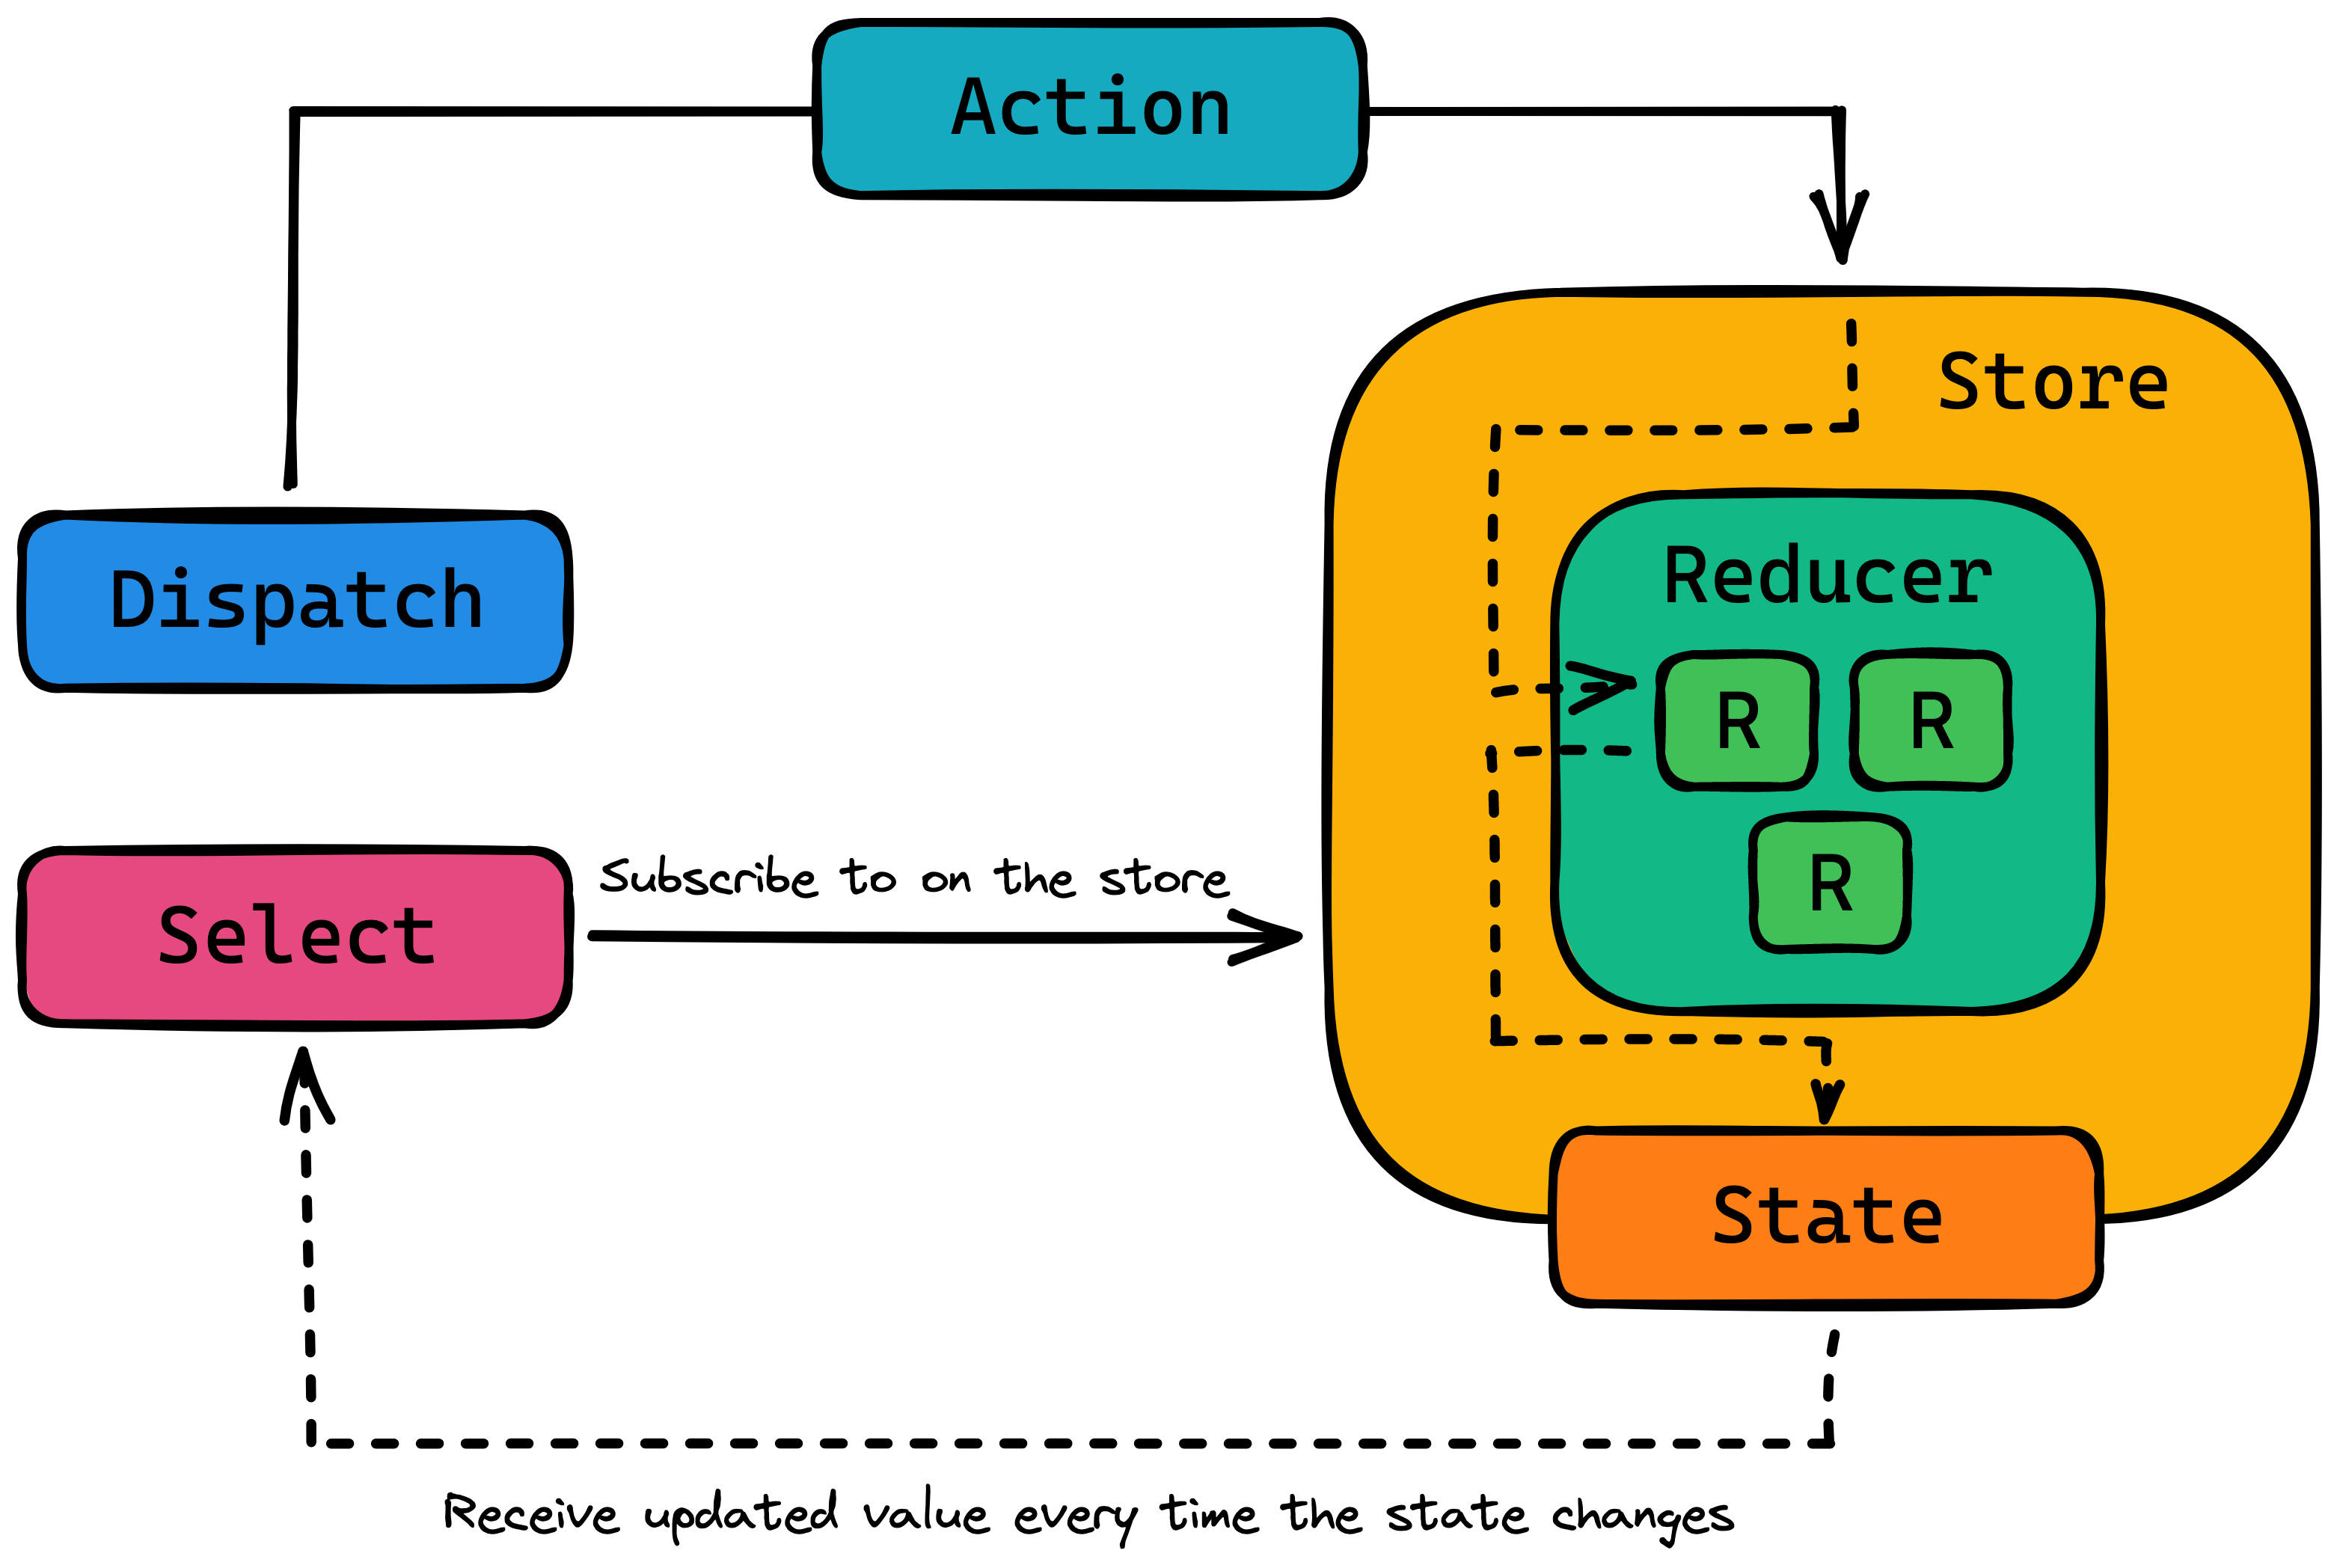 Action
Store
Dispatch
Reducer
R R
R
Subscribe to on the store
Select
State
Receive updated value every time the state changes